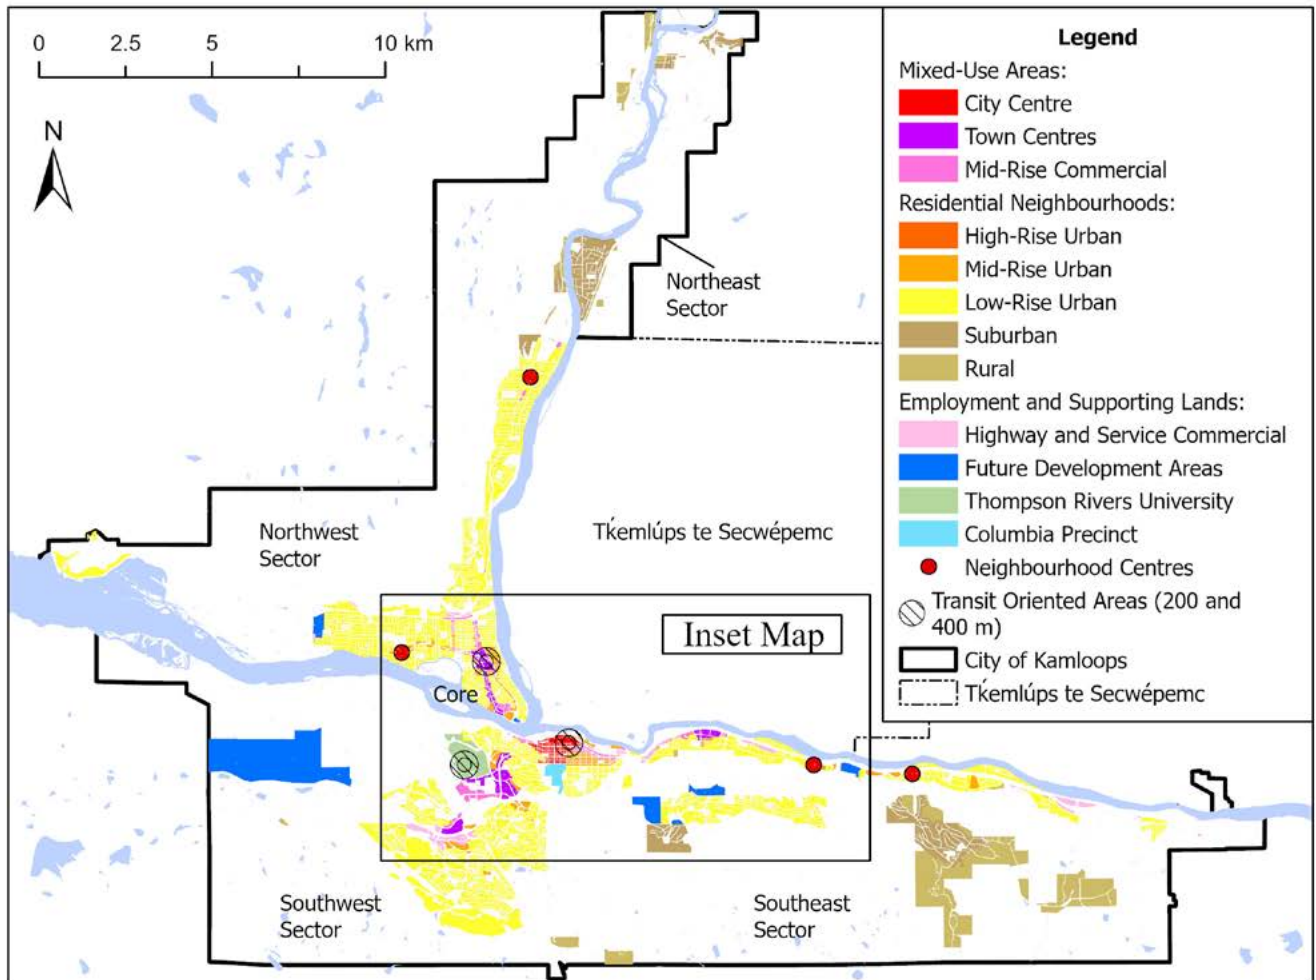 0 2.5 5 10 km
N
Northeast
Sector
Northwest
Sector
Tk̓emlúps te Secwépemc
Inset Map
Core
Southwest
Sector
Southeast
Sector
Legend
Mixed-Use Areas:
City Centre
Town Centres
Mid-Rise Commercial
Residential Neighbourhoods:
High-Rise Urban
Mid-Rise Urban
Low-Rise Urban
Suburban
Rural
Employment and Supporting Lands:
Highway and Service Commercial
Future Development Areas
Thompson Rivers University
Columbia Precinct
Neighbourhood Centres
Transit Oriented Areas (200 and
400 m)
City of Kamloops
Tk̓emlúps te Secwépemc